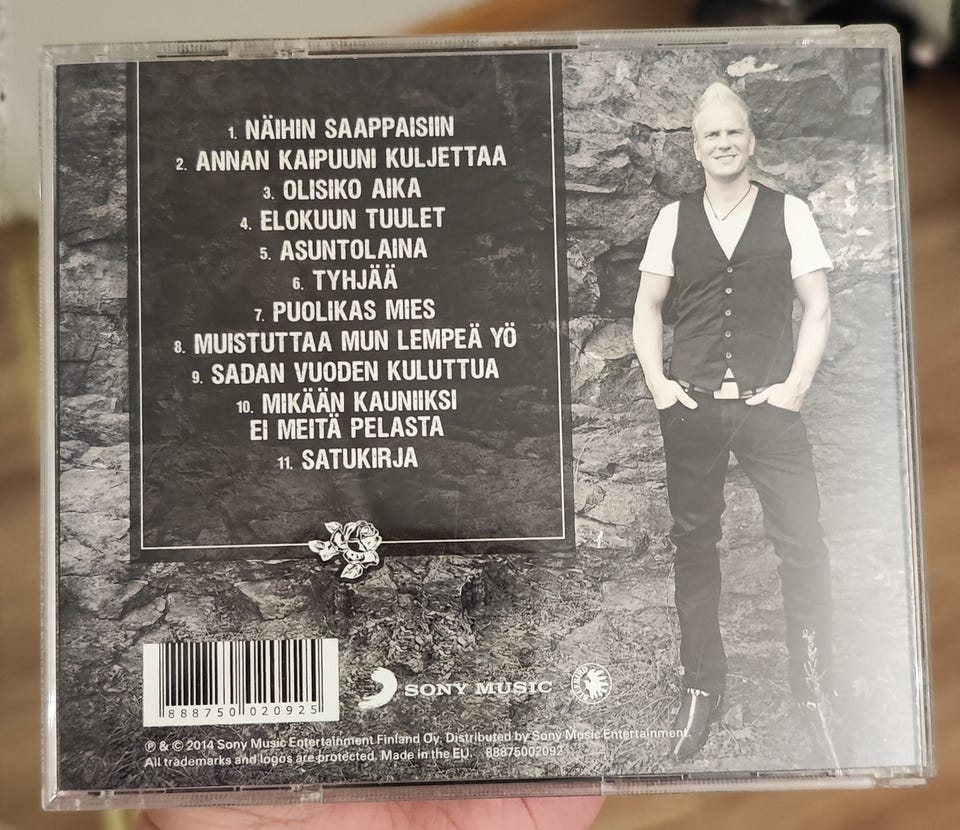 1. NÄIHIN SAAPPAISIIN
2. ANNAN KAIPUUNI KULJETTAA
3. OLISIKO AIKA
4. ELOKUUN TUULET
5. ASUNTOLAINA
6. TYHJÄÄ
7. PUOLIKAS MIES
8. MUISTUTTAA MUN LEMPEÄ YÖ
9. SADAN VUODEN KULUTTUA
10. MIKÄÄN KAUNIIKSI
EI MEITÄ PELASTA
11. SATUKIRJA
8 888750 020925
SONY MUSIC
℗ & © 2014 Sony Music Entertainment Finland Oy. Distributed by Sony Music Entertainment.
All trademarks and logos are protected. Made in the EU. 88875002092